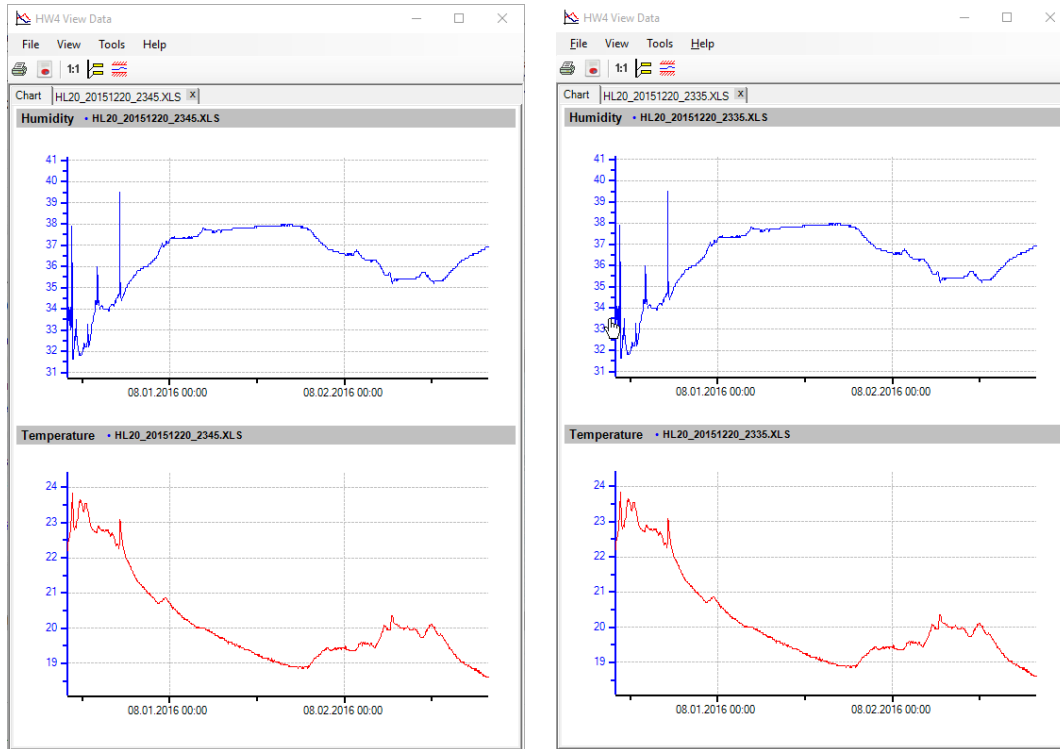 HW4 View Data
File View Tools Help
1:1
Chart HL20_20151220_2345.XLS x
Humidity • HL20_20151220_2345.XLS
41
40
39
38
37
36
35
34
33
32
31
08.01.2016 00:00 08.02.2016 00:00
Temperature • HL20_20151220_2345.XLS
24
23
22
21
20
19
08.01.2016 00:00 08.02.2016 00:00
HW4 View Data
File View Tools Help
1:1
Chart HL20_20151220_2335.XLS x
Humidity • HL20_20151220_2335.XLS
41
40
39
38
37
36
35
34
33
32
31
08.01.2016 00:00 08.02.2016 00:00
Temperature • HL20_20151220_2335.XLS
24
23
22
21
20
19
08.01.2016 00:00 08.02.2016 00:00